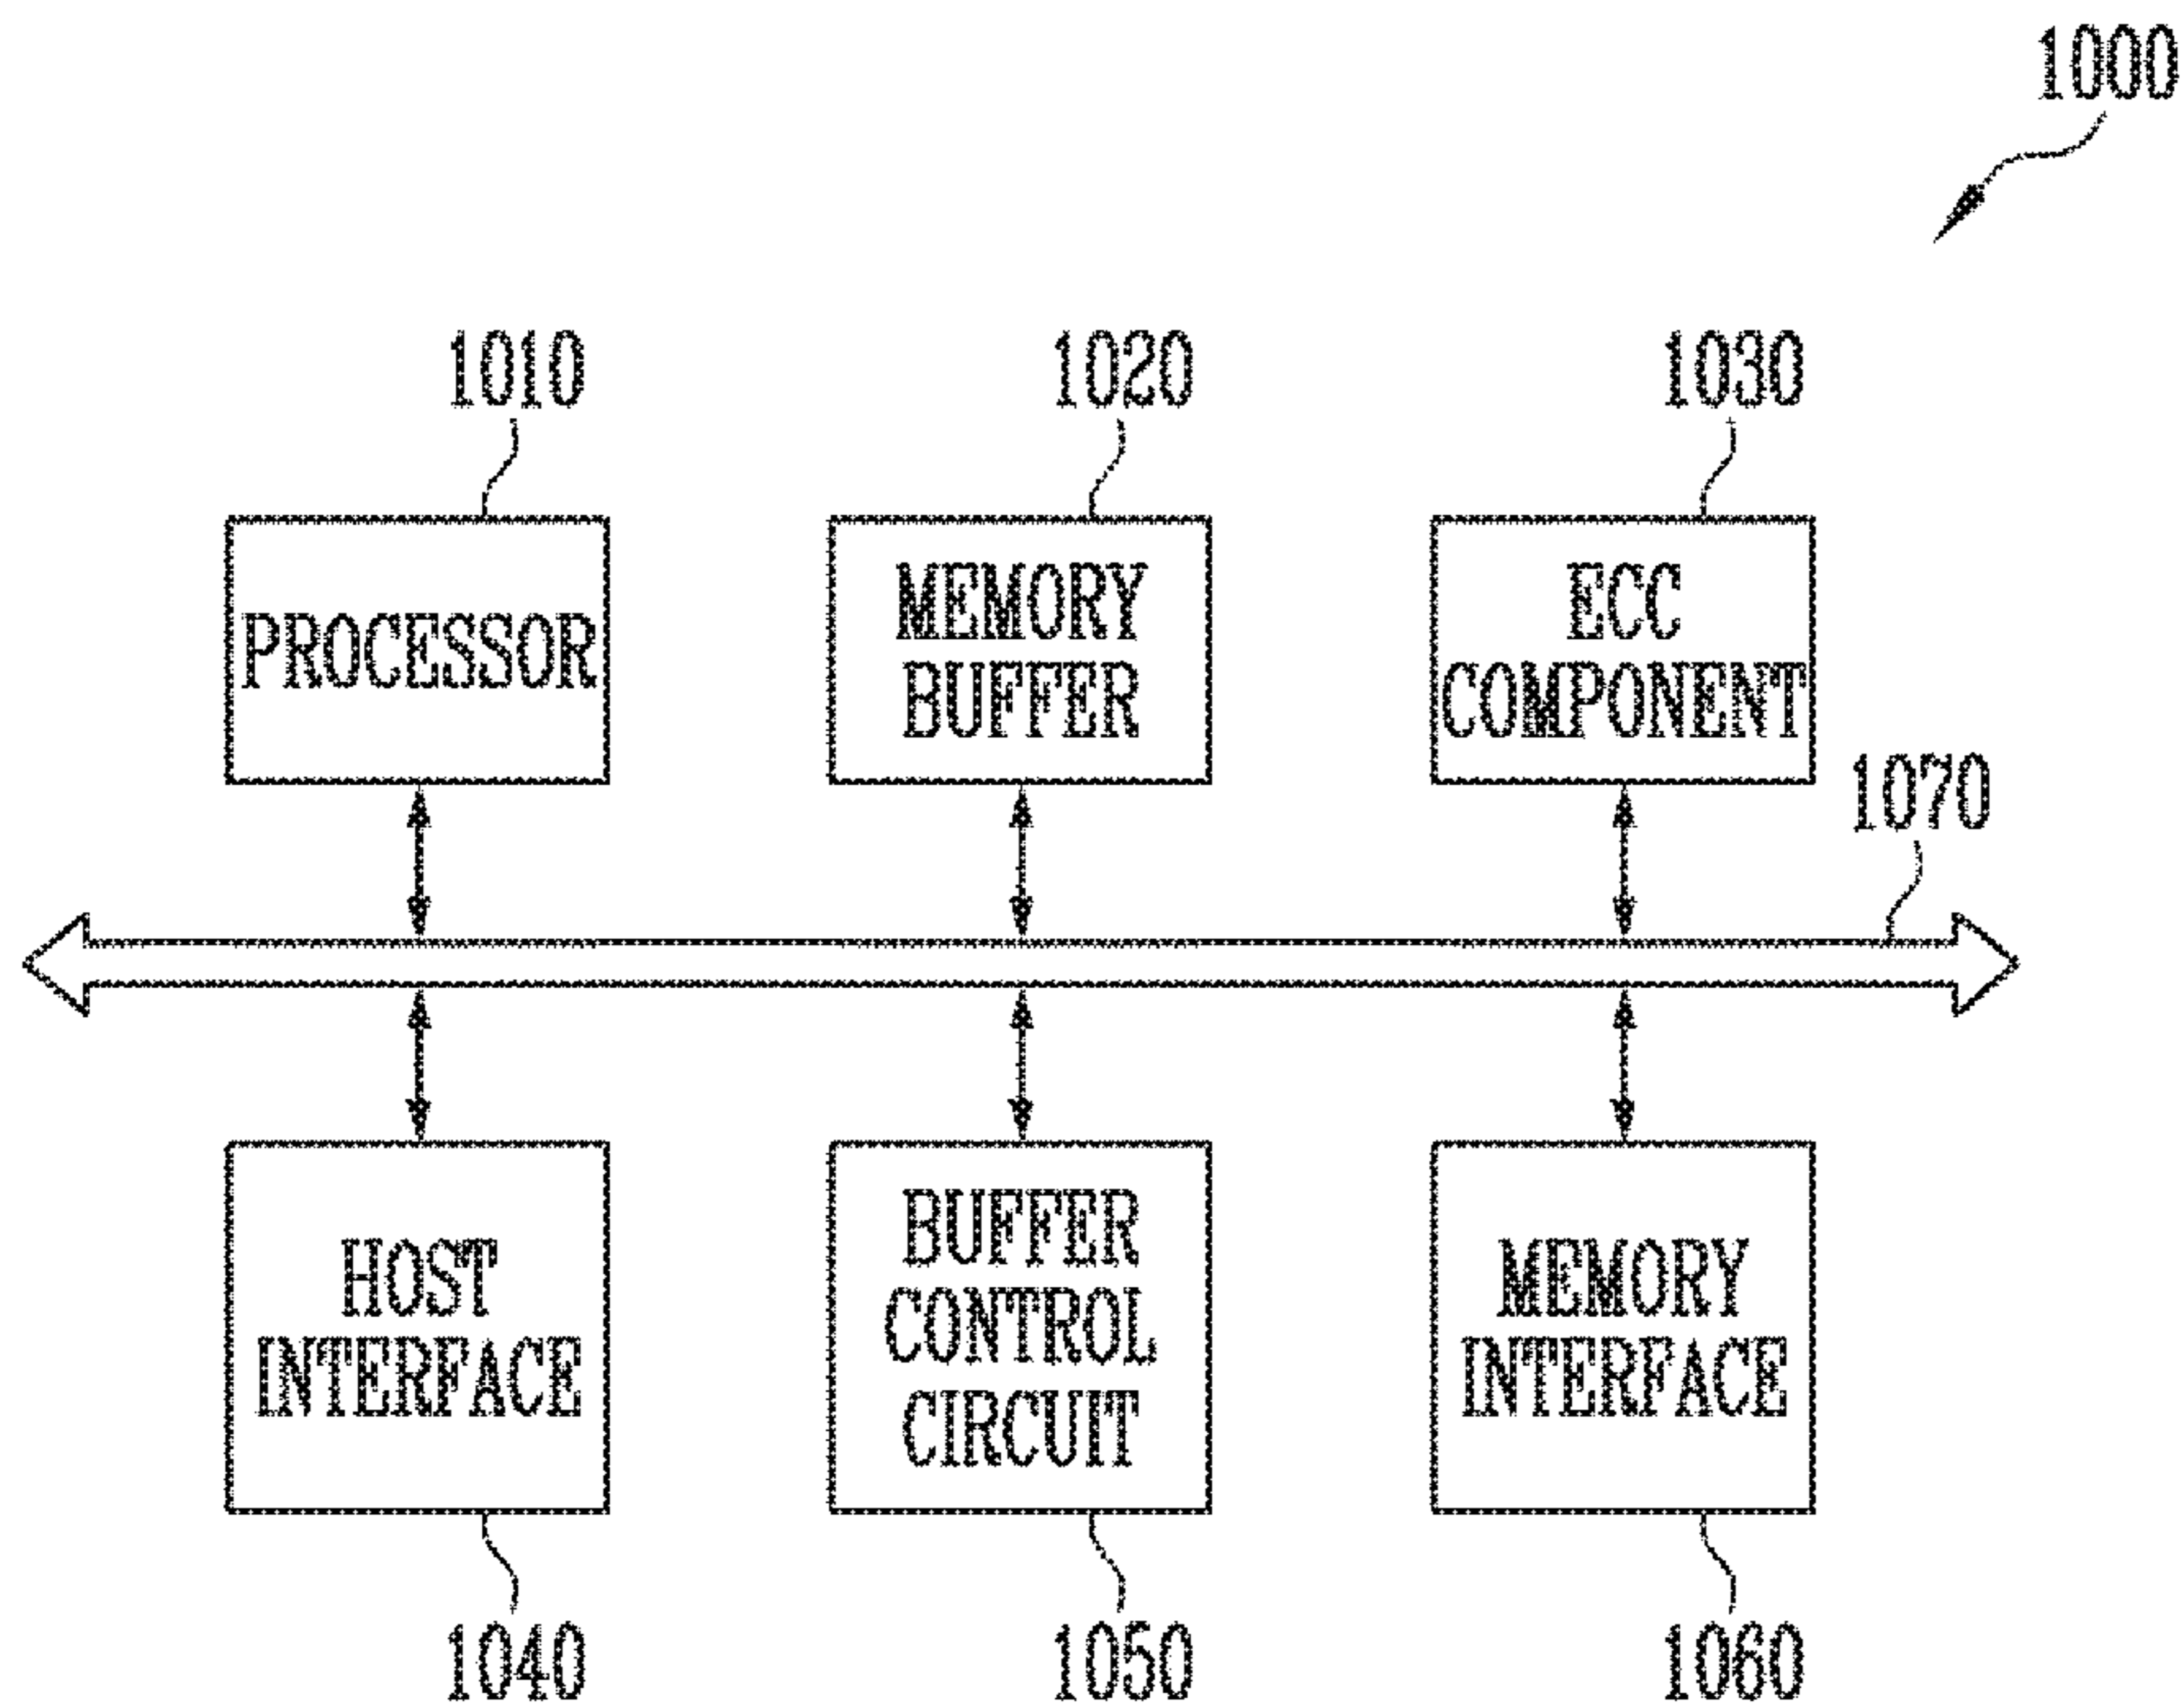 1000
1010
1020
1030
PROCESSOR
MEMORY
BUFFER
ECC
COMPONENT
1070
HOST
INTERFACE
BUFFER
CONTROL
CIRCUIT
MEMORY
INTERFACE
1040
1050
1060